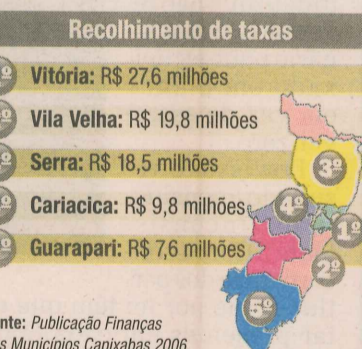 Recolhimento de taxas
º Vitória: R$ 27,6 milhões
º Vila Velha: R$ 19,8 milhões
º Serra: R$ 18,5 milhões
º Cariacica: R$ 9,8 milhões
º Guarapari: R$ 7,6 milhões
3º
4º
1º
2º
5º
nte: Publicação Finanças
s Municípios Capixabas 2006